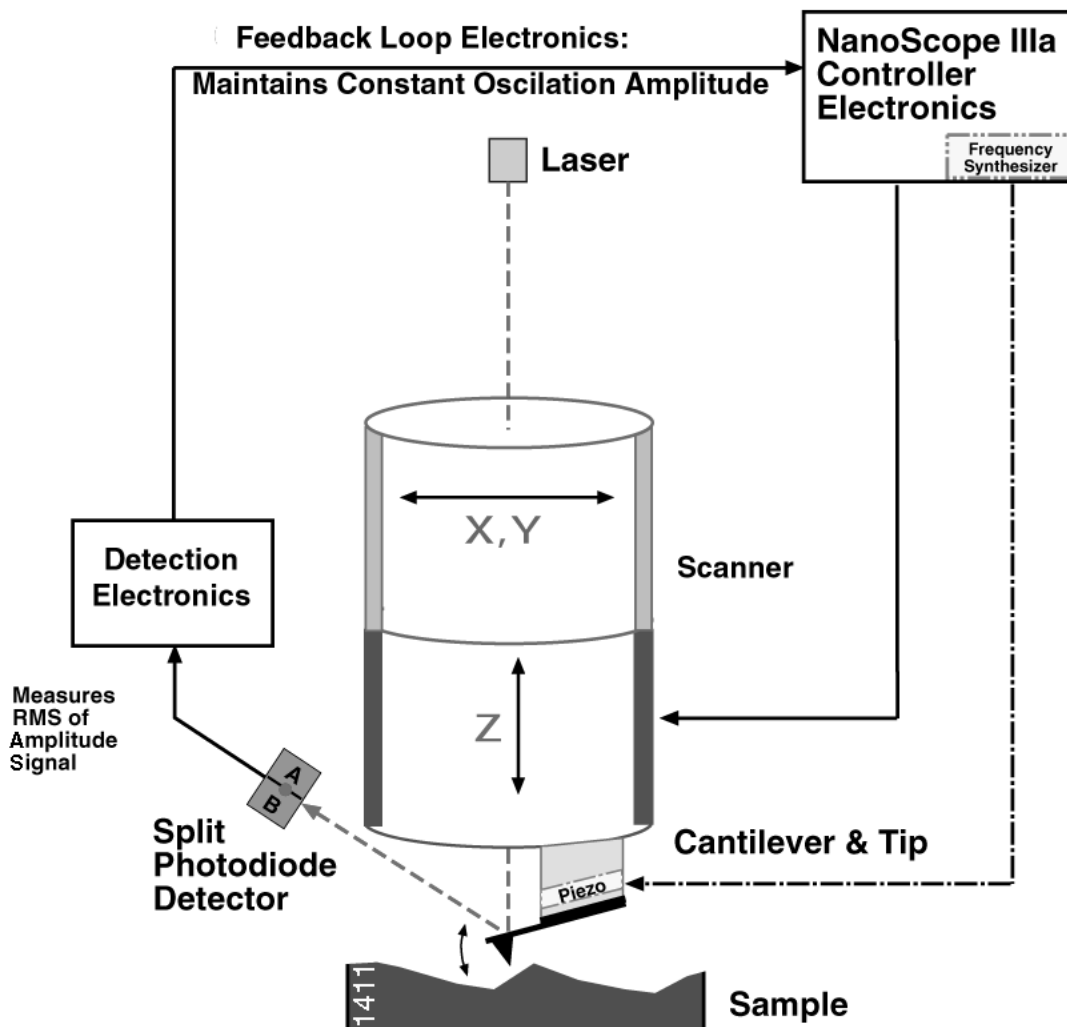 Feedback Loop Electronics:
Maintains Constant Oscilation Amplitude
NanoScope IIIa
Controller
Electronics
Frequency
Synthesizer
Laser
X, Y
Detection
Electronics
Scanner
Measures
RMS of
Amplitude
Signal
Z
A
B
Split
Photodiode
Detector
Cantilever & Tip
Piezo
1411
Sample